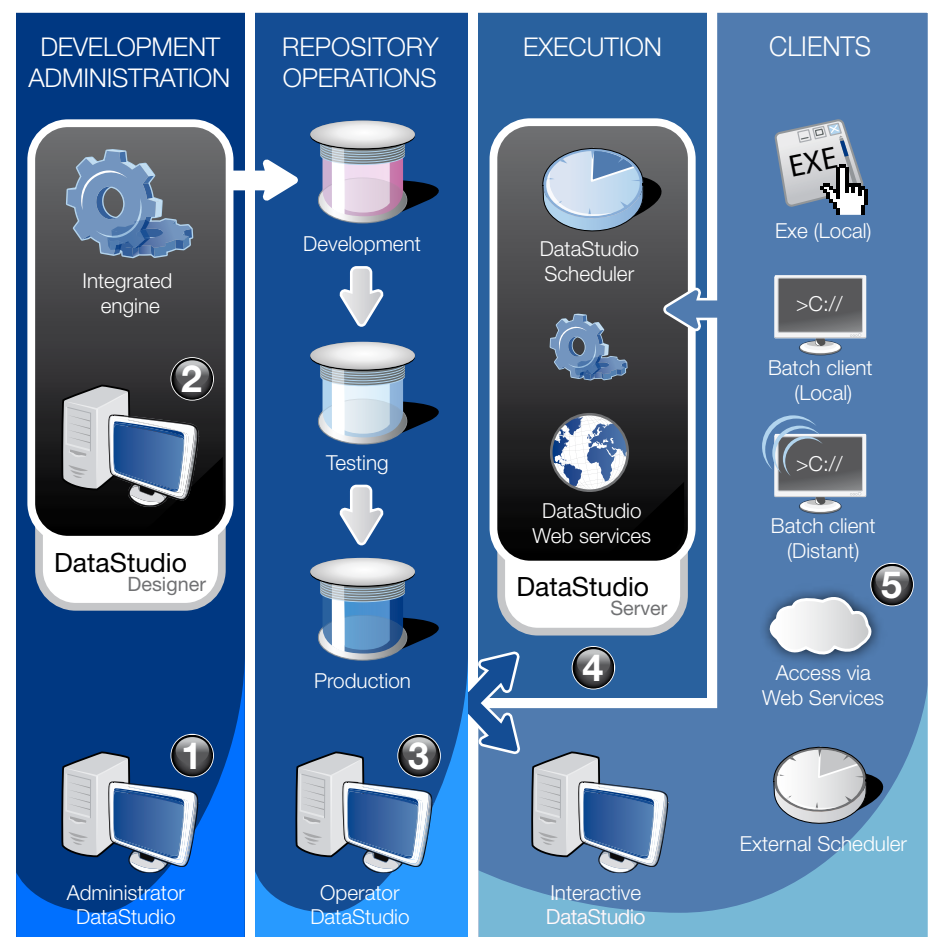 DEVELOPMENT
ADMINISTRATION
Integrated
engine
2
DataStudio
Designer
1
Administrator
DataStudio
REPOSITORY
OPERATIONS
Development
Testing
Production
3
Operator
DataStudio
EXECUTION
DataStudio
Scheduler
DataStudio
Web services
DataStudio
Server
4
Interactive
DataStudio
CLIENTS
EXE
Exe (Local)
>C://
Batch client
(Local)
>C://
Batch client
(Distant)
5
Access via
Web Services
External Scheduler